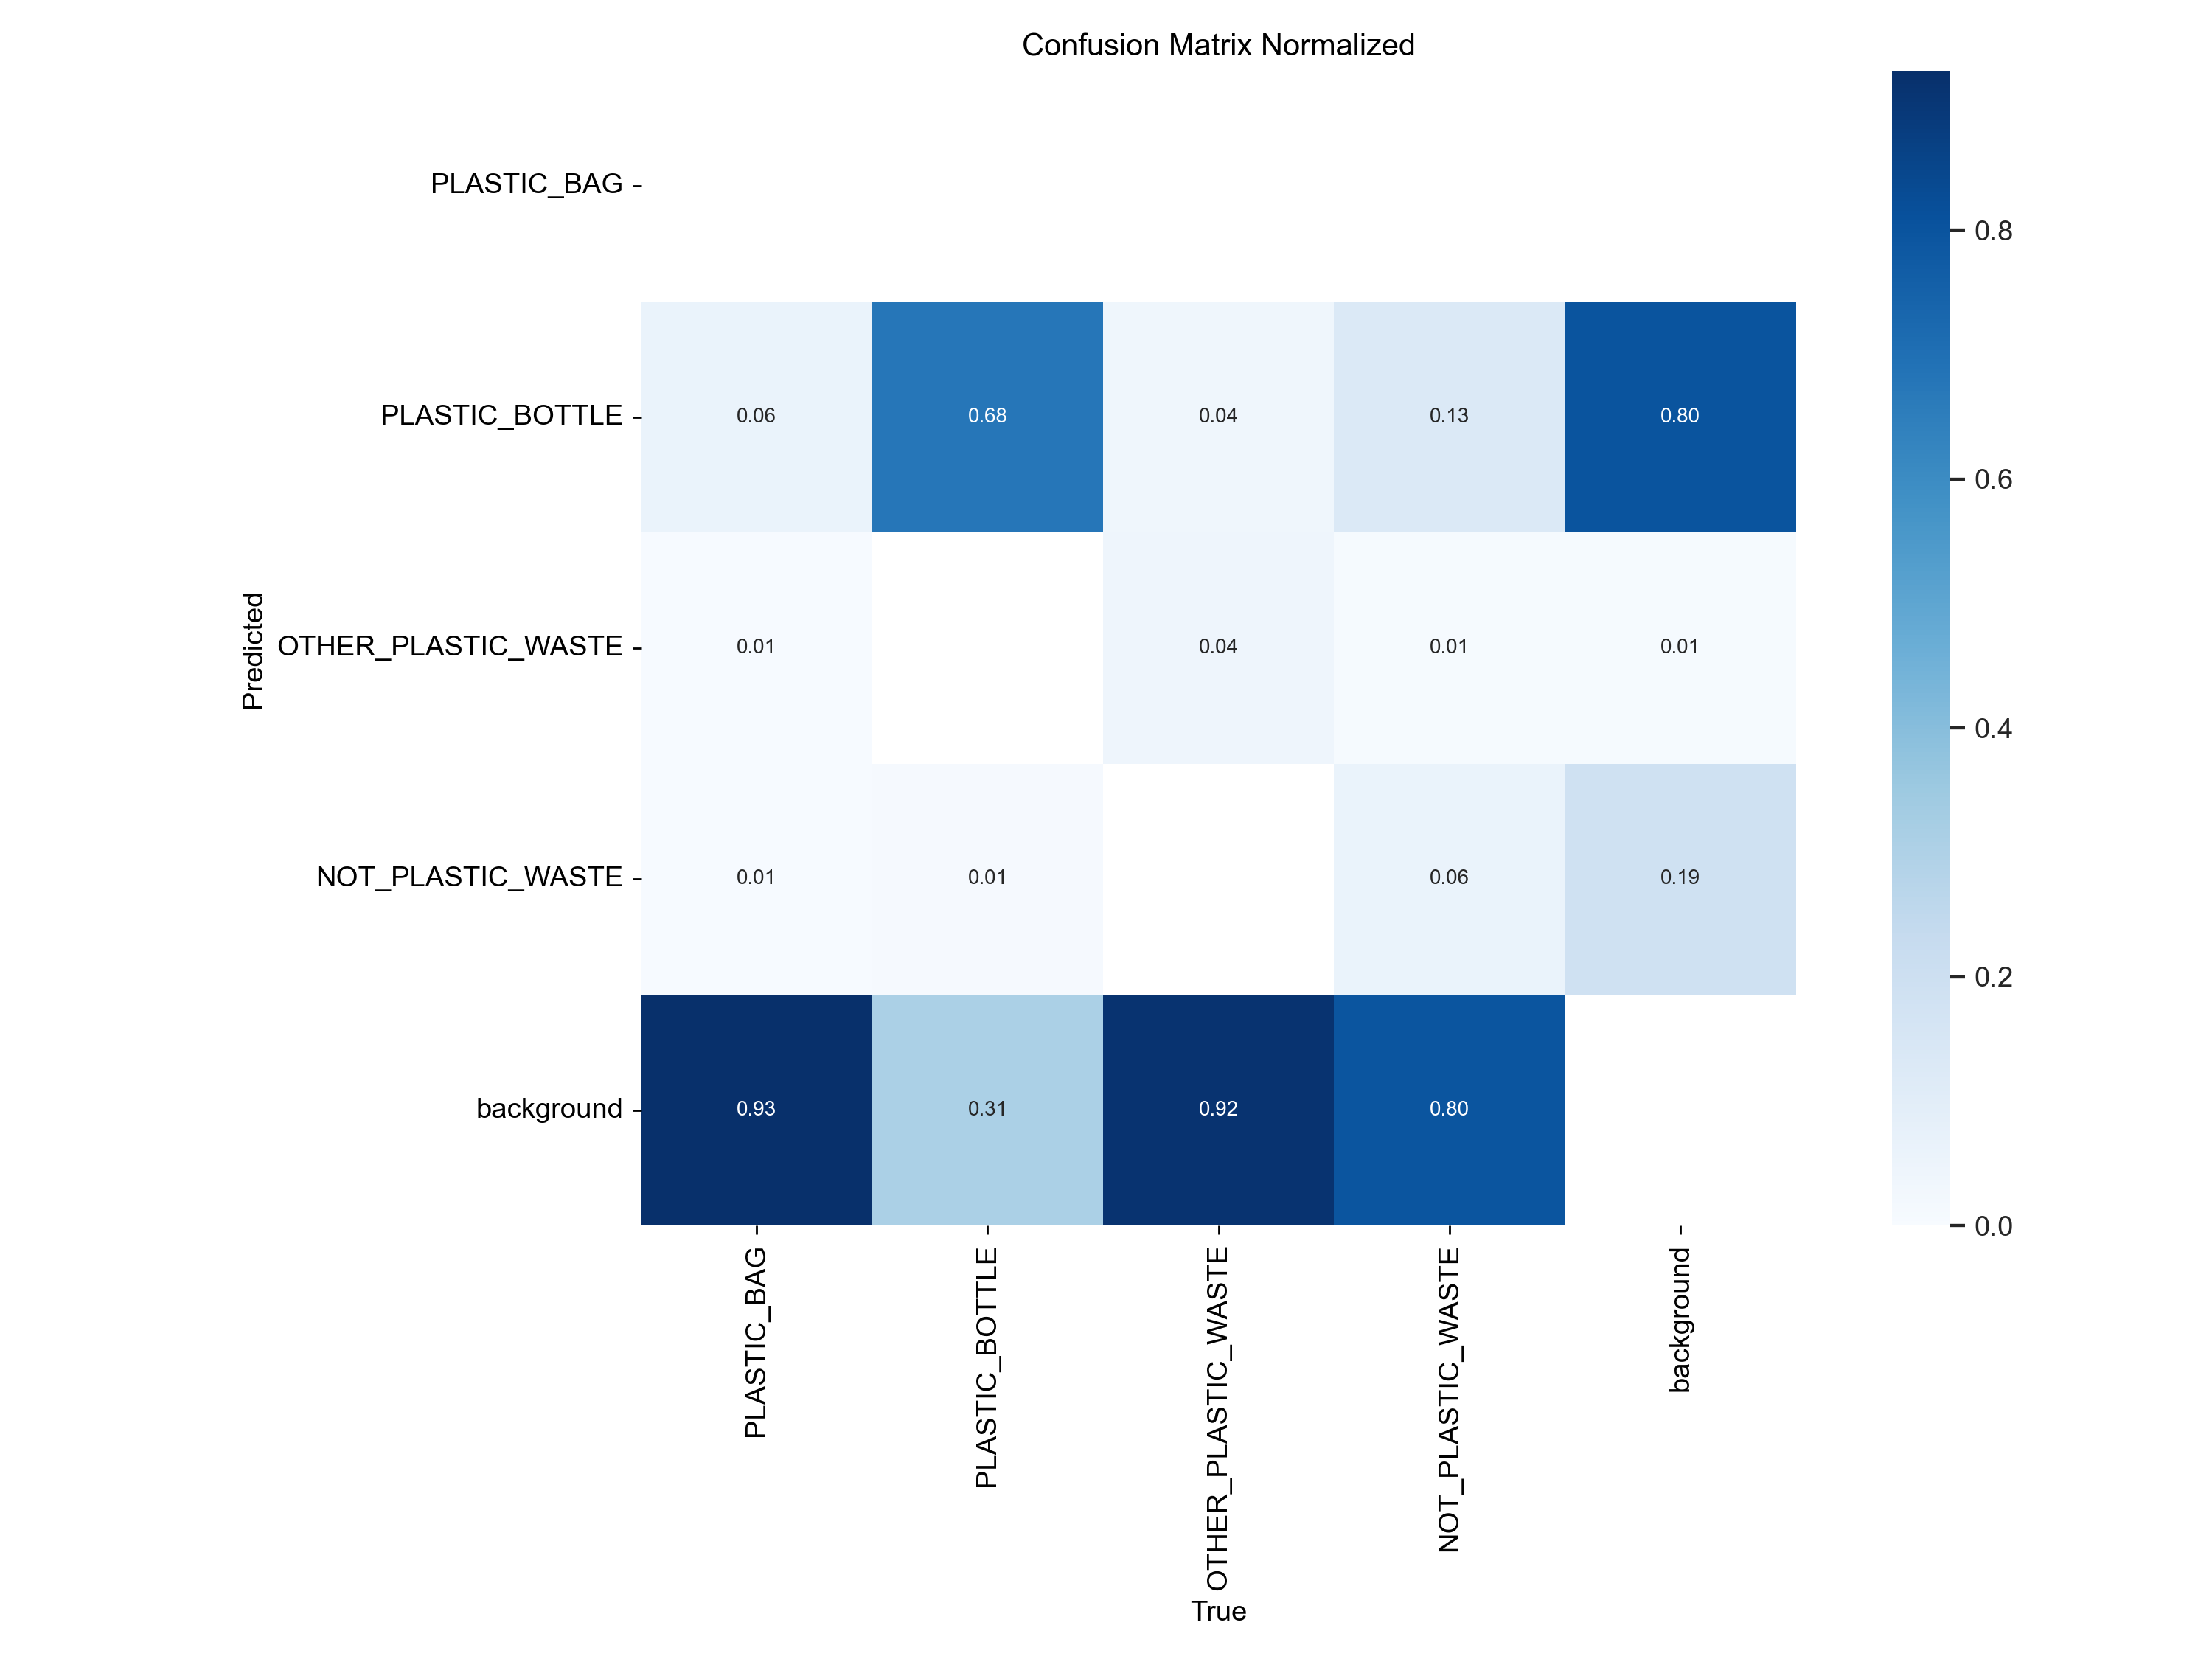 Confusion Matrix Normalized
PLASTIC_BAG
PLASTIC_BOTTLE
OTHER_PLASTIC_WASTE
NOT_PLASTIC_WASTE
background
Predicted
0.06 0.68 0.04 0.13 0.80
0.01 0.04 0.01 0.01
0.01 0.01 0.06 0.19
0.93 0.31 0.92 0.80
PLASTIC_BAG
PLASTIC_BOTTLE
OTHER_PLASTIC_WASTE
NOT_PLASTIC_WASTE
background
True
0.8
0.6
0.4
0.2
0.0